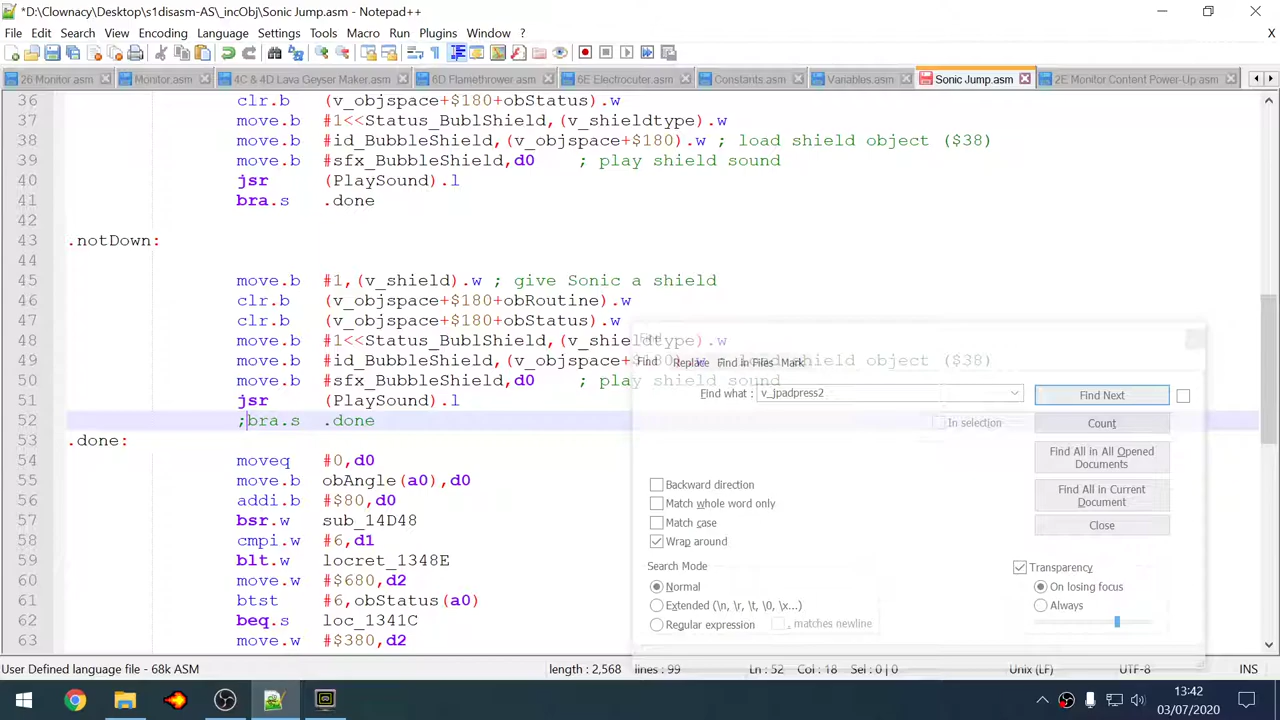 *D:\Clownacy\Desktop\s1disasm-AS\_incObj\Sonic Jump.asm - Notepad++
File Edit Search View Encoding Language Settings Tools Macro Run Plugins Window ?
X
26 Monitor.asm Monitor.asm 4C & 4D Lava Geyser Maker.asm 6D Flamethrower.asm 6E Electrocuter.asm Constants.asm Variables.asm Sonic Jump.asm 2E Monitor Content Power-Up.asm
36 clr.b (v_objspace+$180+obStatus).w
37 move.b #1<<Status_BublShield,(v_shieldtype).w
38 move.b #id_BubbleShield,(v_objspace+$180).w ; load shield object ($38)
39 move.b #sfx_BubbleShield,d0 ; play shield sound
40 jsr (PlaySound).l
41 bra.s .done
42
43 .notDown:
44
45 move.b #1,(v_shield).w ; give Sonic a shield
46 clr.b (v_objspace+$180+obRoutine).w
47 clr.b (v_objspace+$180+obStatus).w
48 move.b #1<<Status_BublShield,(v_shieldtype).w
49 move.b #id_BubbleShield,(v_objspace+$180).w ; load shield object ($38)
50 move.b #sfx_BubbleShield,d0 ; play shield sound
51 jsr (PlaySound).l
52 ;bra.s .done
53 .done:
54 moveq #0,d0
55 move.b obAngle(a0),d0
56 addi.b #$80,d0
57 bsr.w sub_14D48
58 cmpi.w #6,d1
59 blt.w locret_1348E
60 move.w #$680,d2
61 btst #6,obStatus(a0)
62 beq.s loc_1341C
63 move.w #$380,d2
Find
Find Replace Find in Files Mark
Find what : v_jpadpress2
Find Next
In selection
Count
Find All in All Opened Documents
Find All in Current Document
Close
Backward direction
Match whole word only
Match case
Wrap around
Search Mode
Normal
Extended (\n, \r, \t, \0, \x...)
Regular expression
. matches newline
Transparency
On losing focus
Always
User Defined language file - 68k ASM length : 2,568 lines : 99 Ln : 52 Col : 18 Sel : 0 | 0 Unix (LF) UTF-8 INS
13:42
03/07/2020